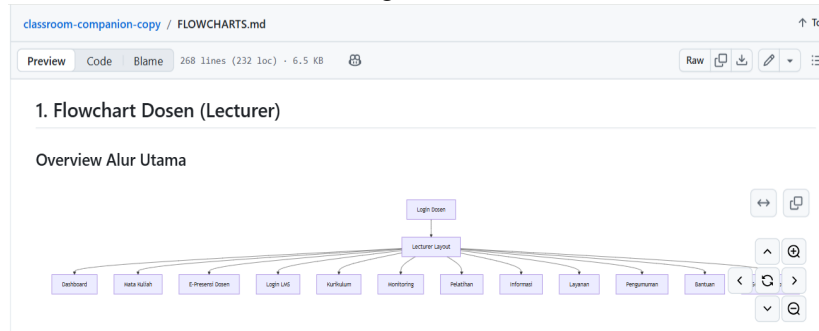 classroom-companion-copy / FLOWCHARTS.md
Preview Code Blame 268 lines (232 loc) · 6.5 KB Raw
1. Flowchart Dosen (Lecturer)
Overview Alur Utama
Login Dosen
Lecturer Layout
Dashboard Mata Kuliah E-Presensi Dosen Login LMS Kurikulum Monitoring Pelatihan Informasi Layanan Pengumuman Bantuan